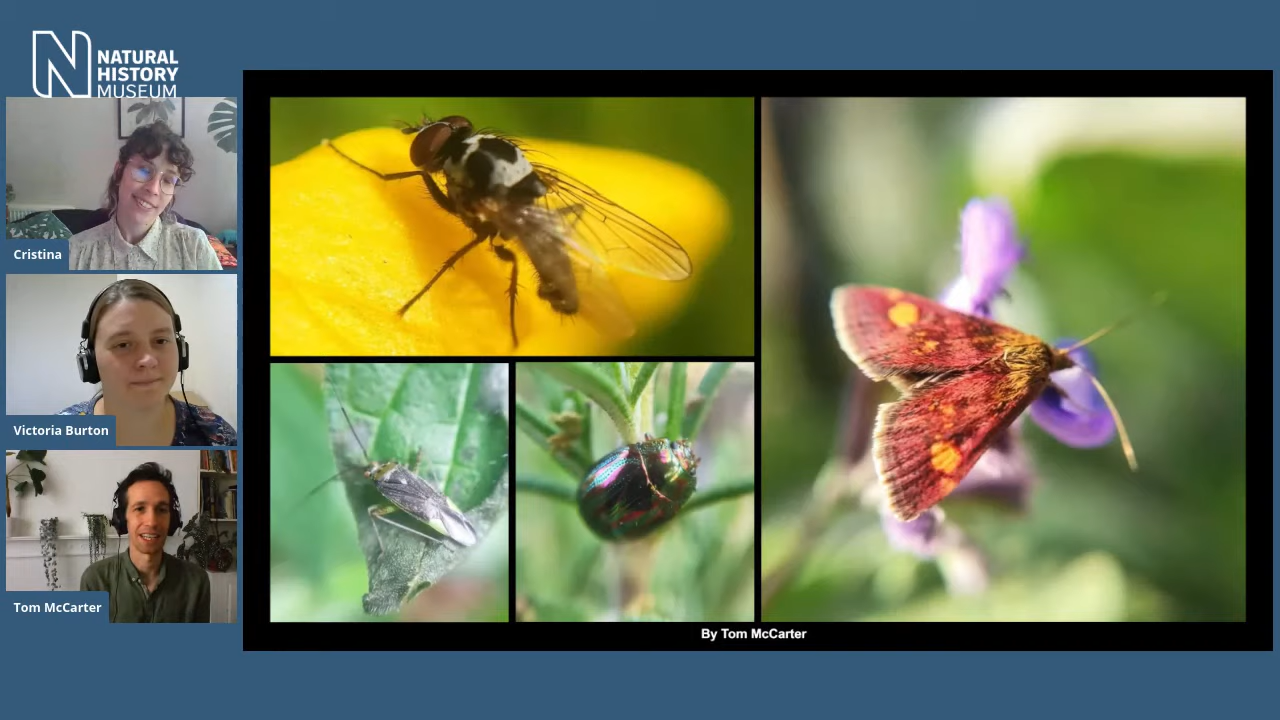 NATURAL
HISTORY
MUSEUM
Cristina
Victoria Burton
Tom McCarter
By Tom McCarter